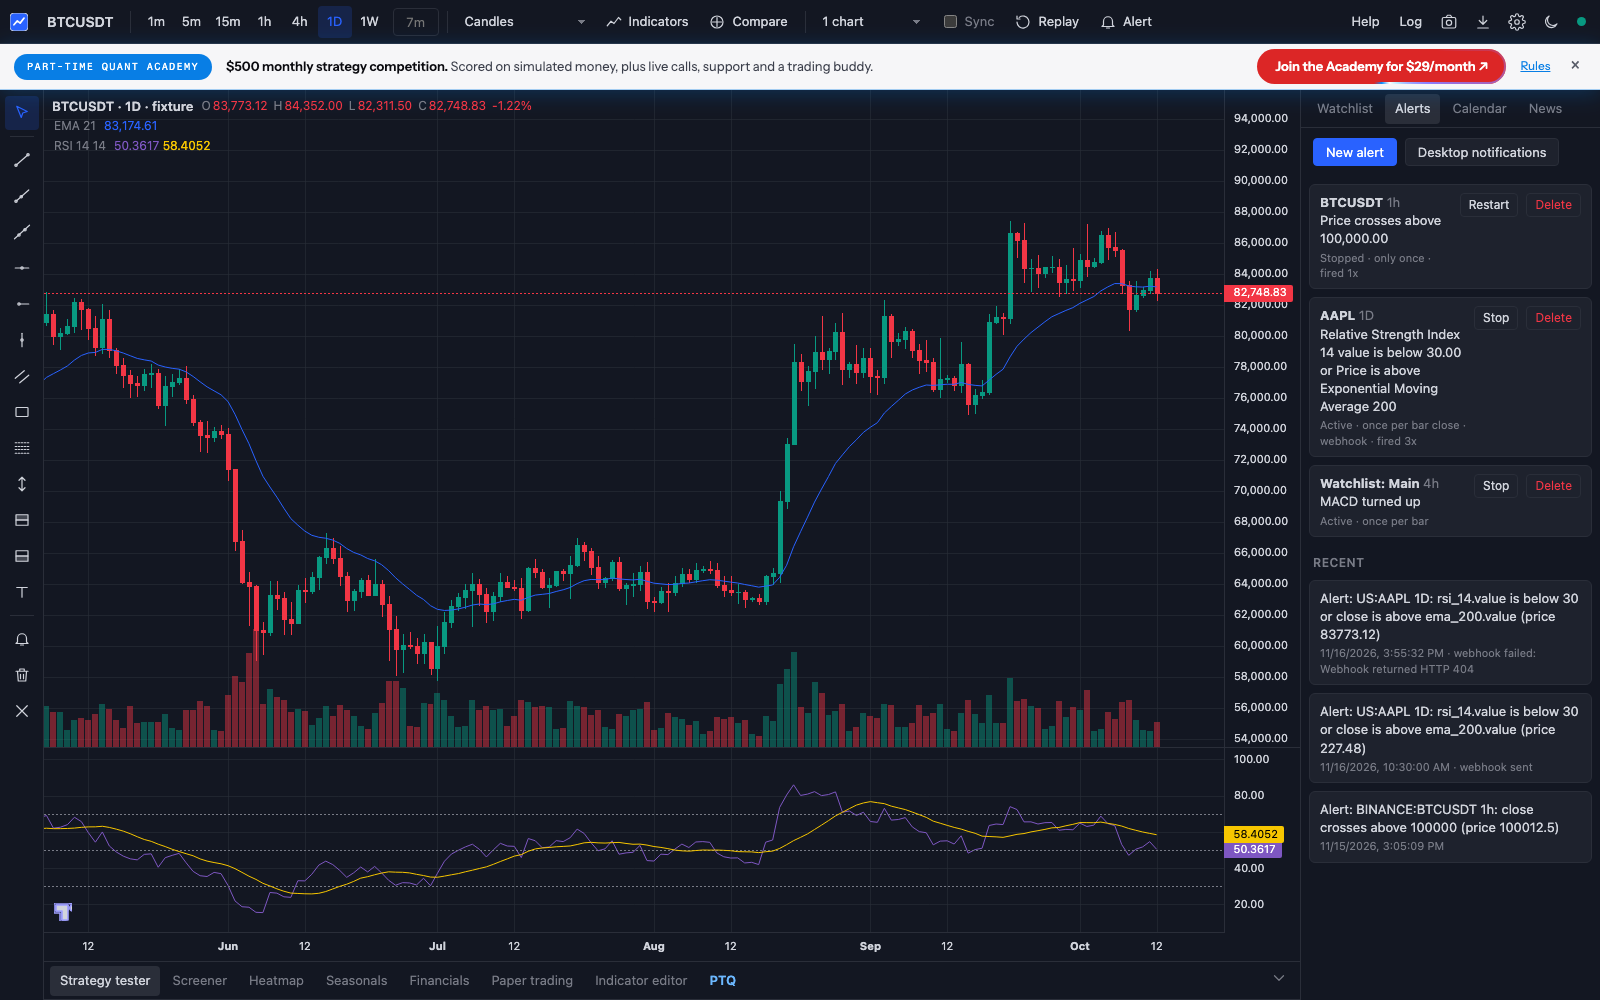 BTCUSDT 1m 5m 15m 1h 4h 1D 1W 7m Candles Indicators Compare 1 chart Sync Replay Alert Help Log
PART-TIME QUANT ACADEMY $500 monthly strategy competition. Scored on simulated money, plus live calls, support and a trading buddy. Join the Academy for $29/month ↗ Rules ×
BTCUSDT · 1D · fixture O 83,773.12 H 84,352.00 L 82,311.50 C 82,748.83 -1.22%
EMA 21 83,174.61
RSI 14 14 50.3617 58.4052
94,000.00
92,000.00
90,000.00
88,000.00
86,000.00
84,000.00
82,748.83
82,000.00
80,000.00
78,000.00
76,000.00
74,000.00
72,000.00
70,000.00
68,000.00
66,000.00
64,000.00
62,000.00
60,000.00
58,000.00
56,000.00
54,000.00
100.00
80.00
58.4052
50.3617
40.00
20.00
12 Jun 12 Jul 12 Aug 12 Sep 12 Oct 12
Strategy tester Screener Heatmap Seasonals Financials Paper trading Indicator editor PTQ
Watchlist Alerts Calendar News
New alert Desktop notifications
BTCUSDT 1h Restart Delete
Price crosses above
100,000.00
Stopped · only once ·
fired 1x
AAPL 1D Stop Delete
Relative Strength Index
14 value is below 30.00
or Price is above
Exponential Moving
Average 200
Active · once per bar close ·
webhook · fired 3x
Watchlist: Main 4h Stop Delete
MACD turned up
Active · once per bar
RECENT
Alert: US:AAPL 1D: rsi_14.value is below 30
or close is above ema_200.value (price
83773.12)
11/16/2026, 3:55:32 PM · webhook failed:
Webhook returned HTTP 404
Alert: US:AAPL 1D: rsi_14.value is below 30
or close is above ema_200.value (price
227.48)
11/16/2026, 10:30:00 AM · webhook sent
Alert: BINANCE:BTCUSDT 1h: close
crosses above 100000 (price 100012.5)
11/15/2026, 3:05:09 PM